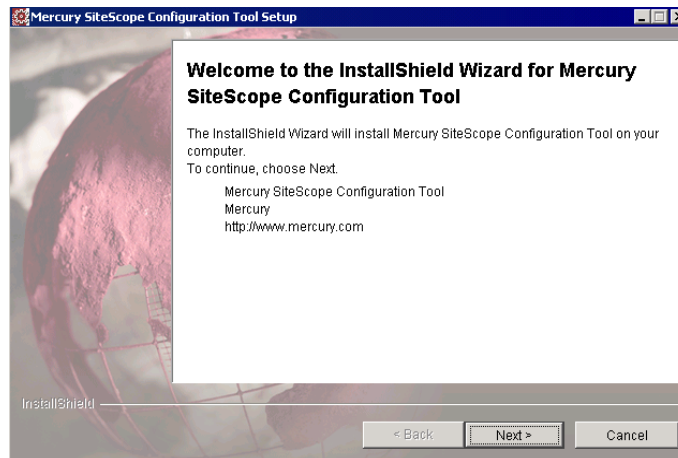 Mercury SiteScope Configuration Tool Setup
Welcome to the InstallShield Wizard for Mercury
SiteScope Configuration Tool
The InstallShield Wizard will install Mercury SiteScope Configuration Tool on your
computer.
To continue, choose Next.
Mercury SiteScope Configuration Tool
Mercury
http://www.mercury.com
InstallShield
< Back Next > Cancel